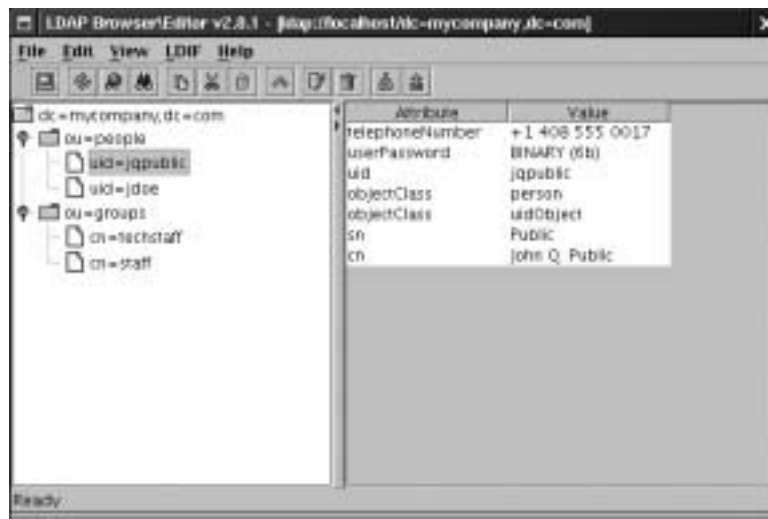 LDAP Browser\Editor v2.8.1 - [ldap://localhost/dc=mycompany,dc=com]
File Edit View LDIF Help
dc=mycompany,dc=com
ou=people
uid=jqpublic
uid=jdoe
ou=groups
cn=techstaff
cn=staff
Attribute Value
telephoneNumber +1 408 555 0017
userPassword BINARY (6b)
uid jqpublic
objectClass person
objectClass uidObject
sn Public
cn John Q. Public
Ready